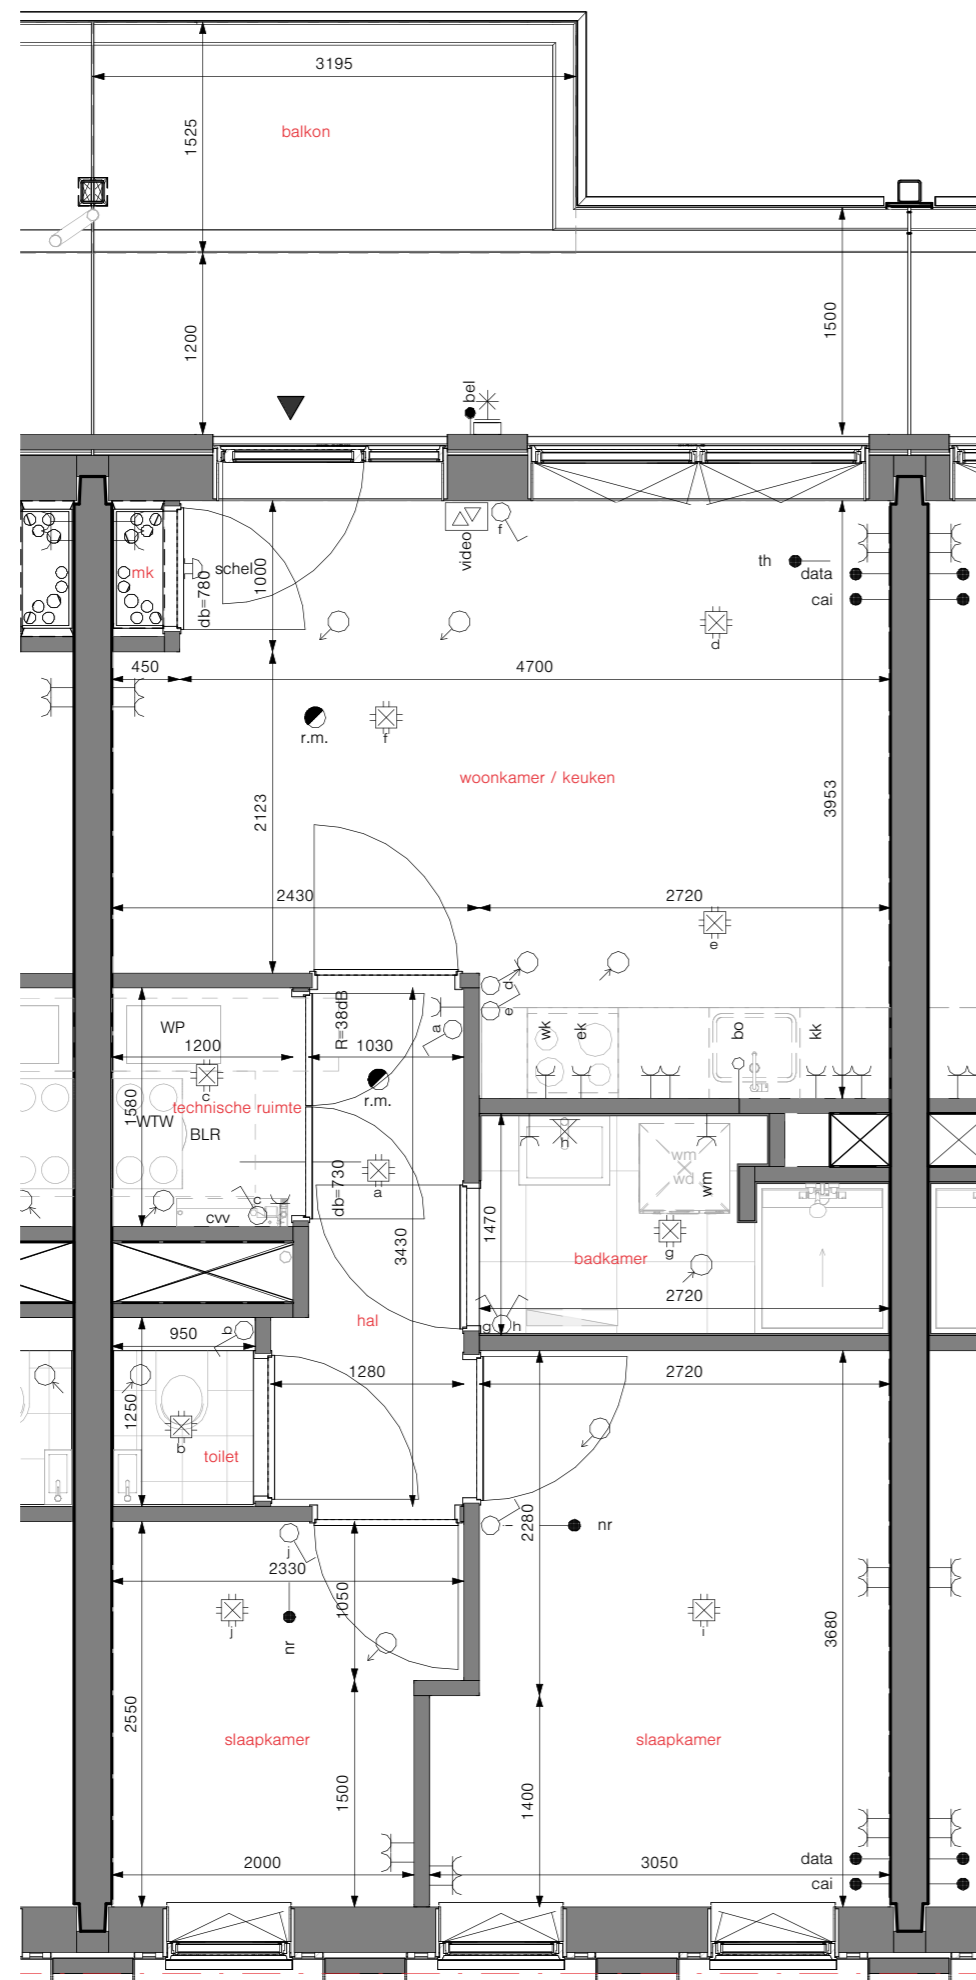 3195
balkon
1525
1200
1500
bel
video
f
th
data
cai
mk
schel
db=780
1000
d
450
4700
r.m.
f
woonkamer / keuken
2123
3953
2430
2720
e
d
e
R=38dB
a
WP
1200
1030
wk
ek
bo
kk
c
r.m.
1580
technische ruimte
WTW
BLR
h
wm
wd
wm
a
db=730
c
cvv
3430
1470
g
badkamer
2720
g
h
hal
b
950
1280
2720
1250
b
toilet
2280
i
nr
j
2330
1050
j
nr
i
3680
2550
slaapkamer
slaapkamer
1500
1400
2000
3050
data
cai